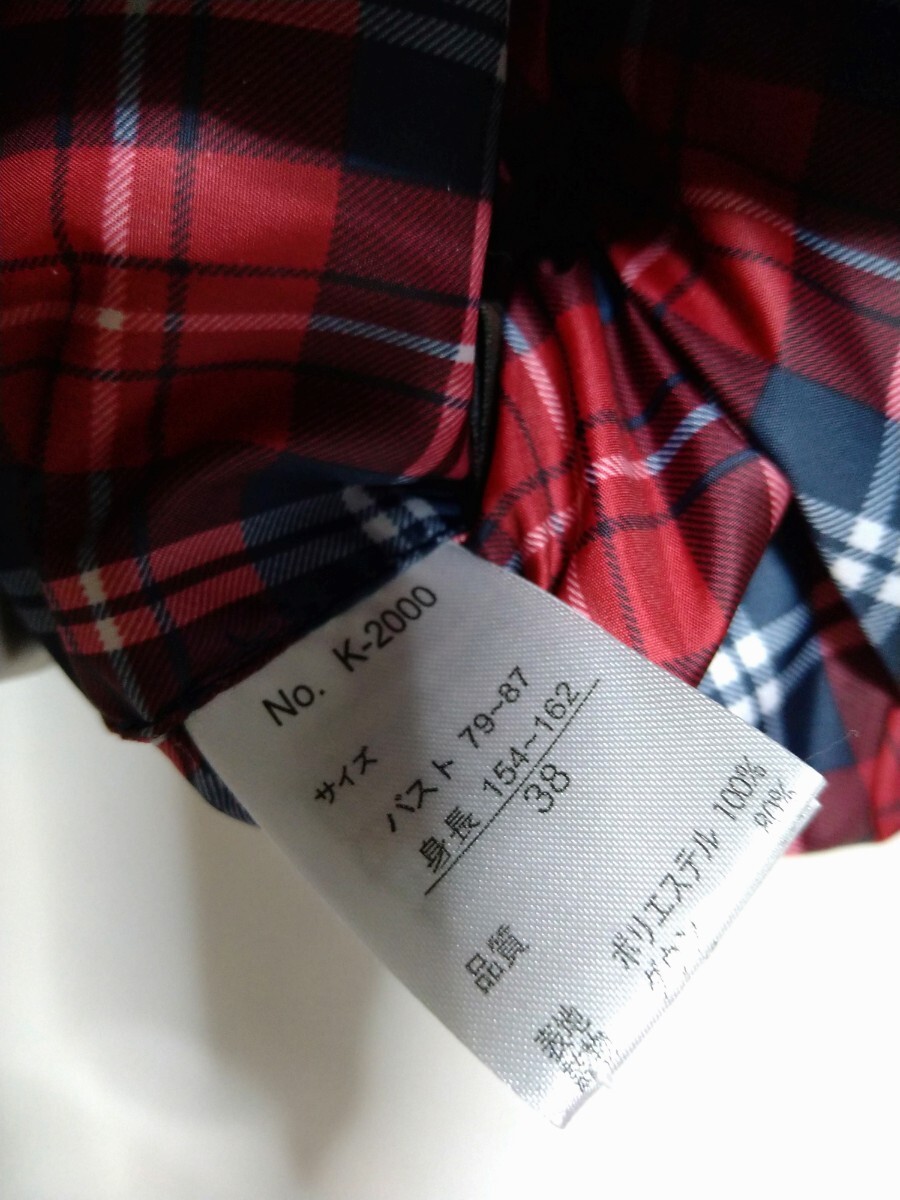 No. K-2000
サイズ
バスト 79~87
身長 154~162
38
品質
表地 ポリエステル 100%
80%